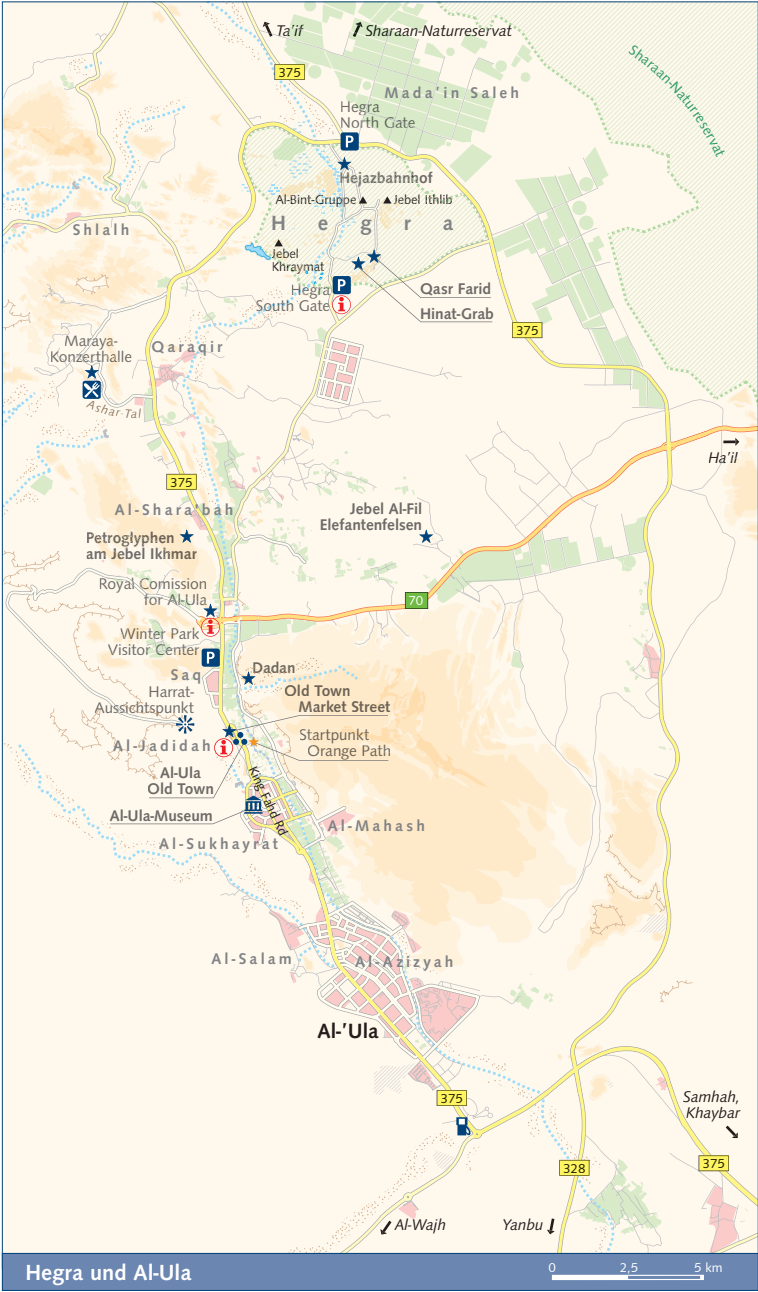 Ta'if
Sharaan-Naturreservat
Sharaan-Naturreservat
375
Mada'in Saleh
Hegra
North Gate
P
Hejazbahnhof
Al-Bint-Gruppe
Jebel Ithlib
Hegra
Shlalh
Jebel
Khraymat
P
Hegra
South Gate
i
Qasr Farid
Hinat-Grab
375
Maraya-
Konzerthalle
Qaraqir
Ashar Tal
Ha'il
375
Al-Shara'bah
Jebel Al-Fil
Elefantenfelsen
Petroglyphen
am Jebel Ikhmar
Royal Comission
for Al-Ula
70
i
Winter Park
Visitor Center
P
Saq
Dadan
Harrat-
Aussichtspunkt
Old Town
Market Street
Startpunkt
Orange Path
Al-Jadidah
i
Al-Ula
Old Town
King Fahd Rd
Al-Ula-Museum
Al-Mahash
Al-Sukhayrat
Al-Salam
Al-Azizyah
Al-'Ula
375
Samhah,
Khaybar
328
375
Al-Wajh
Yanbu
Hegra und Al-Ula
0 2,5 5 km